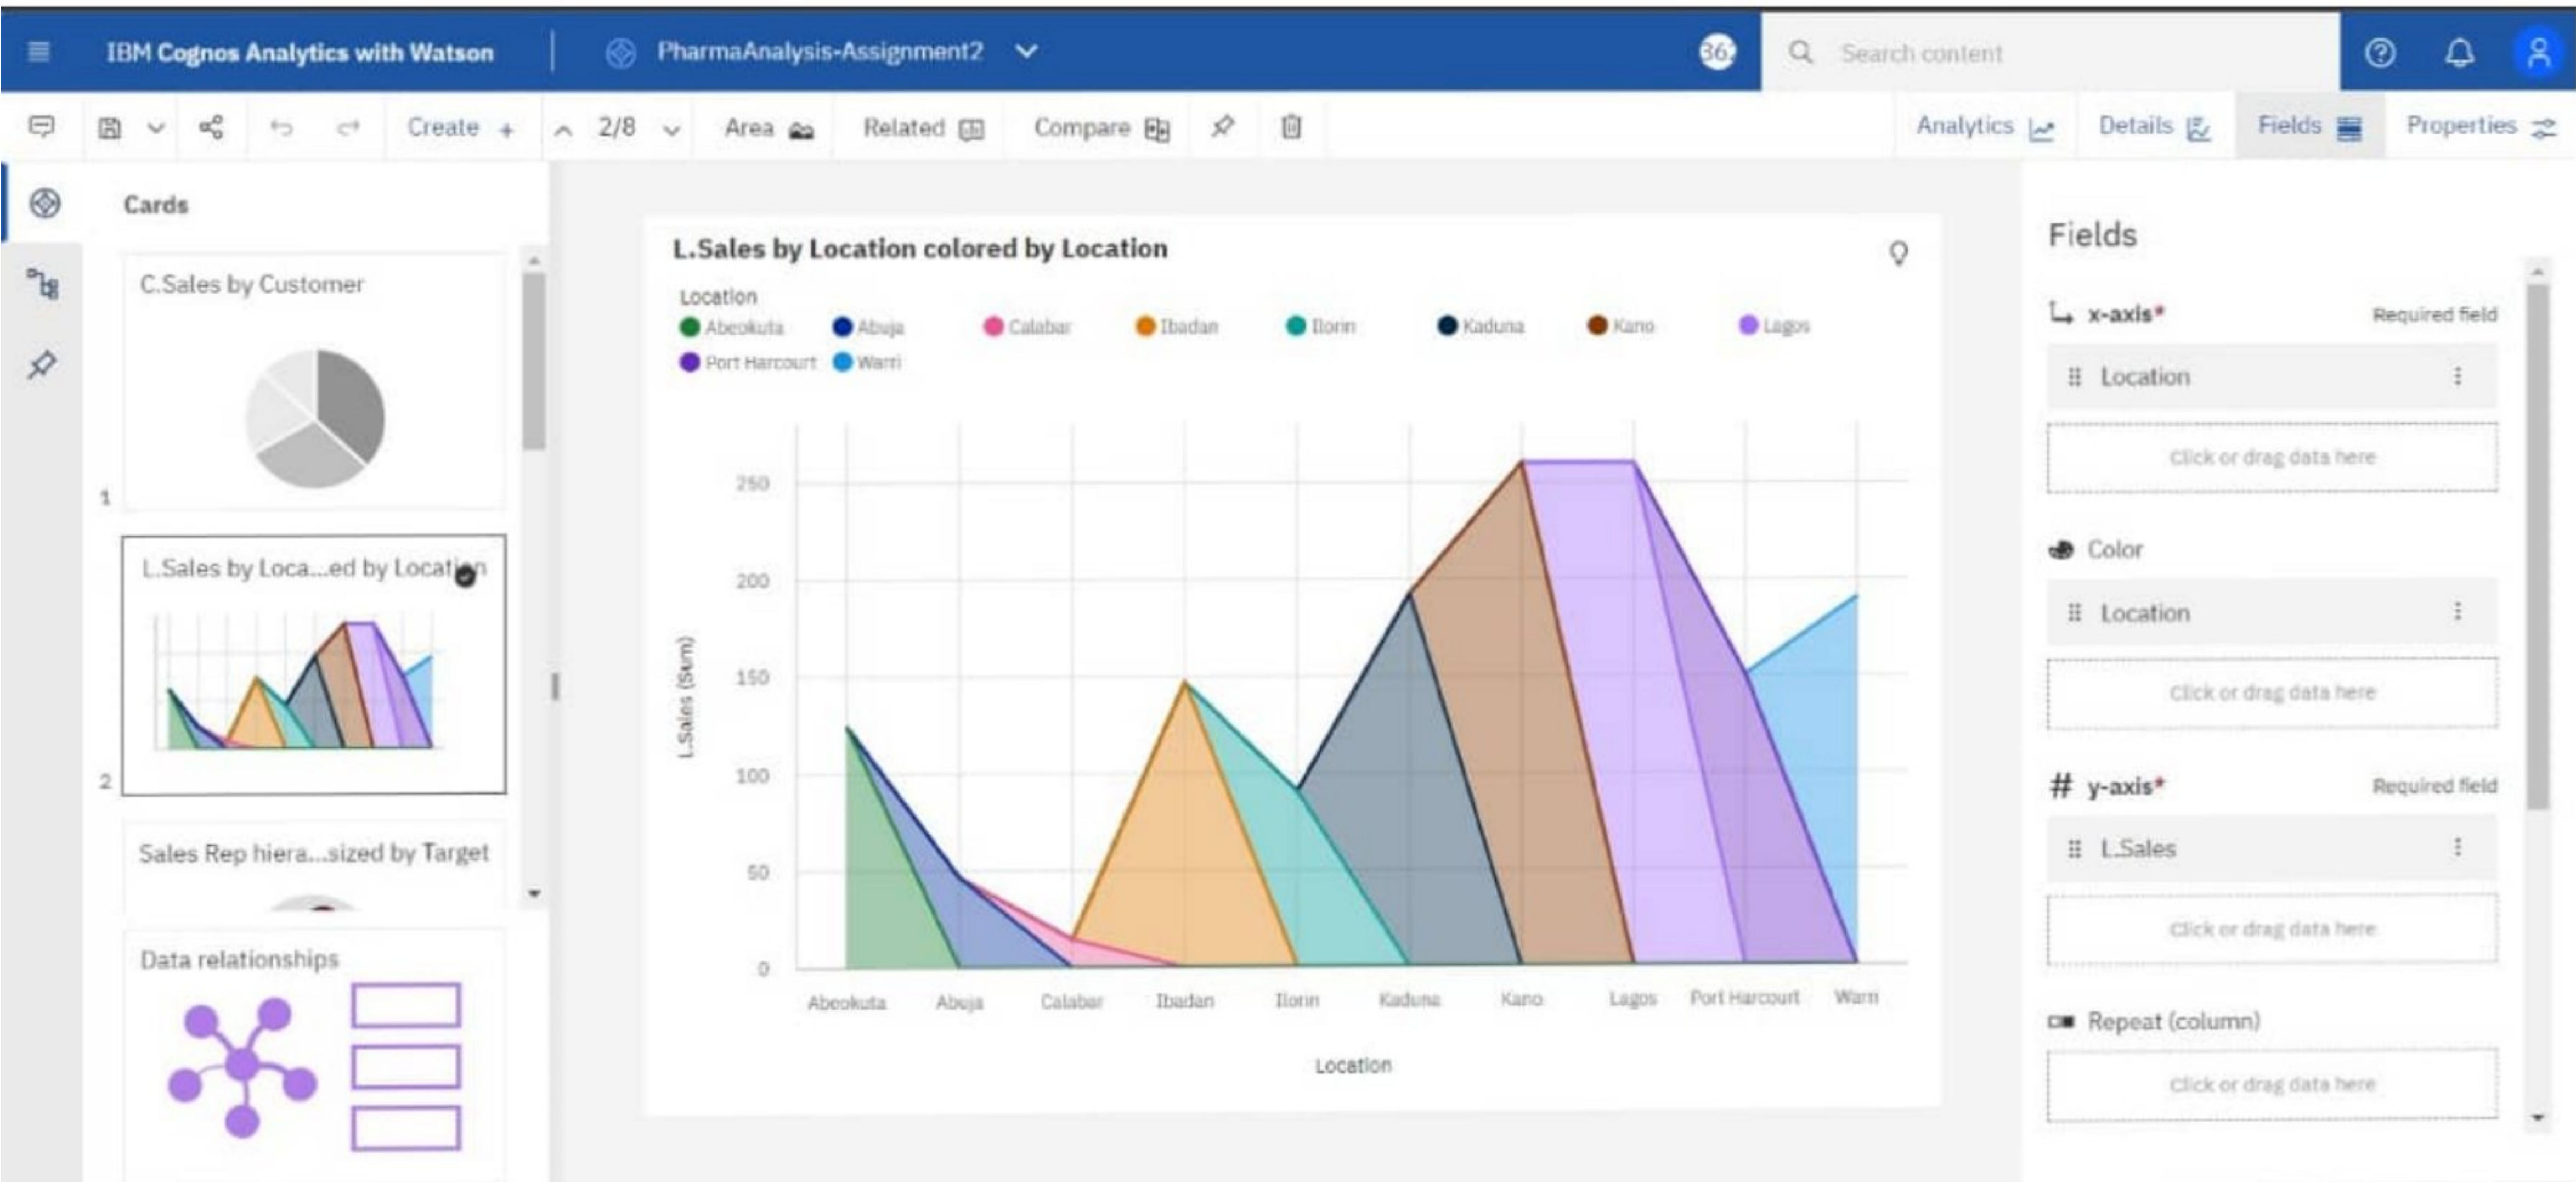 IBM Cognos Analytics with Watson
PharmaAnalysis-Assignment2
Search content
Create +
2/8
Area
Related
Compare
Analytics
Details
Fields
Properties
Cards
C.Sales by Customer
1
L.Sales by Loca...ed by Location
2
Sales Rep hiera...sized by Target
Data relationships
L.Sales by Location colored by Location
Location
Abeokuta
Abuja
Calabar
Ibadan
Ilorin
Kaduna
Kano
Lagos
Port Harcourt
Warri
L.Sales (Sum)
250
200
150
100
50
0
Abeokuta
Abuja
Calabar
Ibadan
Ilorin
Kaduna
Kano
Lagos
Port Harcourt
Warri
Location
Fields
x-axis* Required field
Location
Click or drag data here
Color
Location
Click or drag data here
# y-axis* Required field
L.Sales
Click or drag data here
Repeat (column)
Click or drag data here